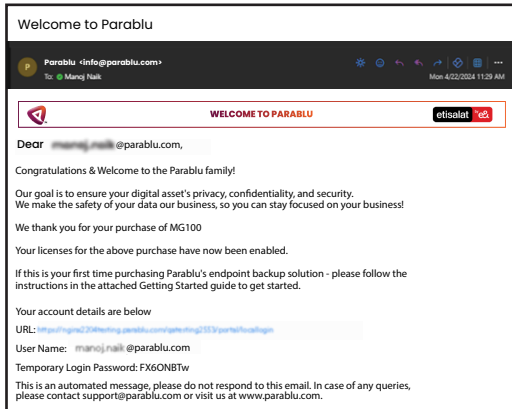 Welcome to Parablu
P
Parablu <info@parablu.com>
To: Manoj Naik
Mon 4/22/2024 11:29 AM
WELCOME TO PARABLU
etisalat by e&
Dear @parablu.com,
Congratulations & Welcome to the Parablu family!
Our goal is to ensure your digital asset's privacy, confidentiality, and security.
We make the safety of your data our business, so you can stay focused on your business!
We thank you for your purchase of MG100
Your licenses for the above purchase have now been enabled.
If this is your first time purchasing Parablu's endpoint backup solution - please follow the
instructions in the attached Getting Started guide to get started.
Your account details are below
URL:
User Name: @parablu.com
Temporary Login Password: FX6ONBTw
This is an automated message, please do not respond to this email. In case of any queries,
please contact support@parablu.com or visit us at www.parablu.com.